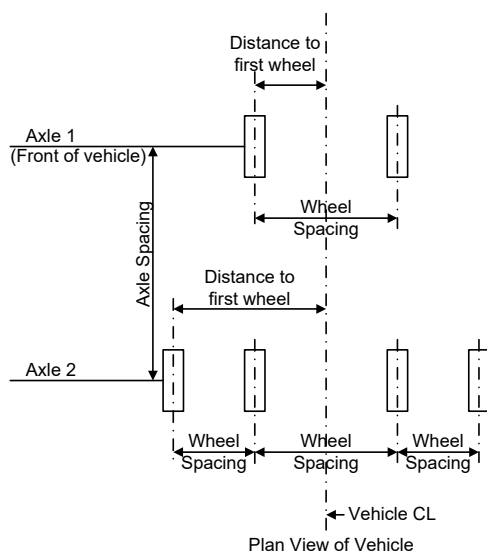 Distance to
first wheel
Axle 1
(Front of vehicle)
Wheel
Spacing
Axle Spacing
Distance to
first wheel
Axle 2
Wheel Wheel Wheel
Spacing Spacing Spacing
Vehicle CL
Plan View of Vehicle